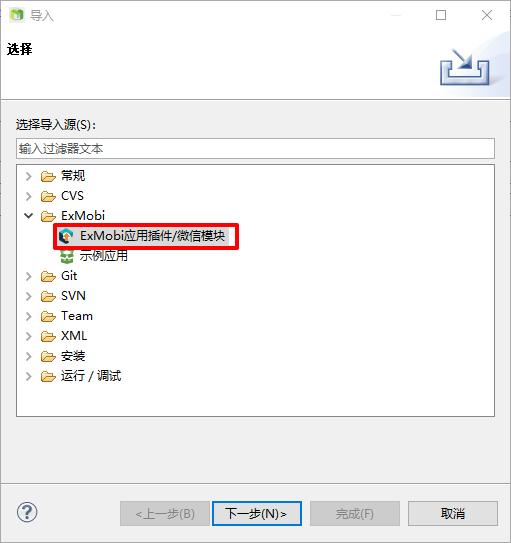 导入
选择
选择导入源(S):
输入过滤器文本
常规
CVS
ExMobi
ExMobi应用插件/微信模块
示例应用
Git
SVN
Team
XML
安装
运行 / 调试
?
<上一步(B) 下一步(N)> 完成(F) 取消